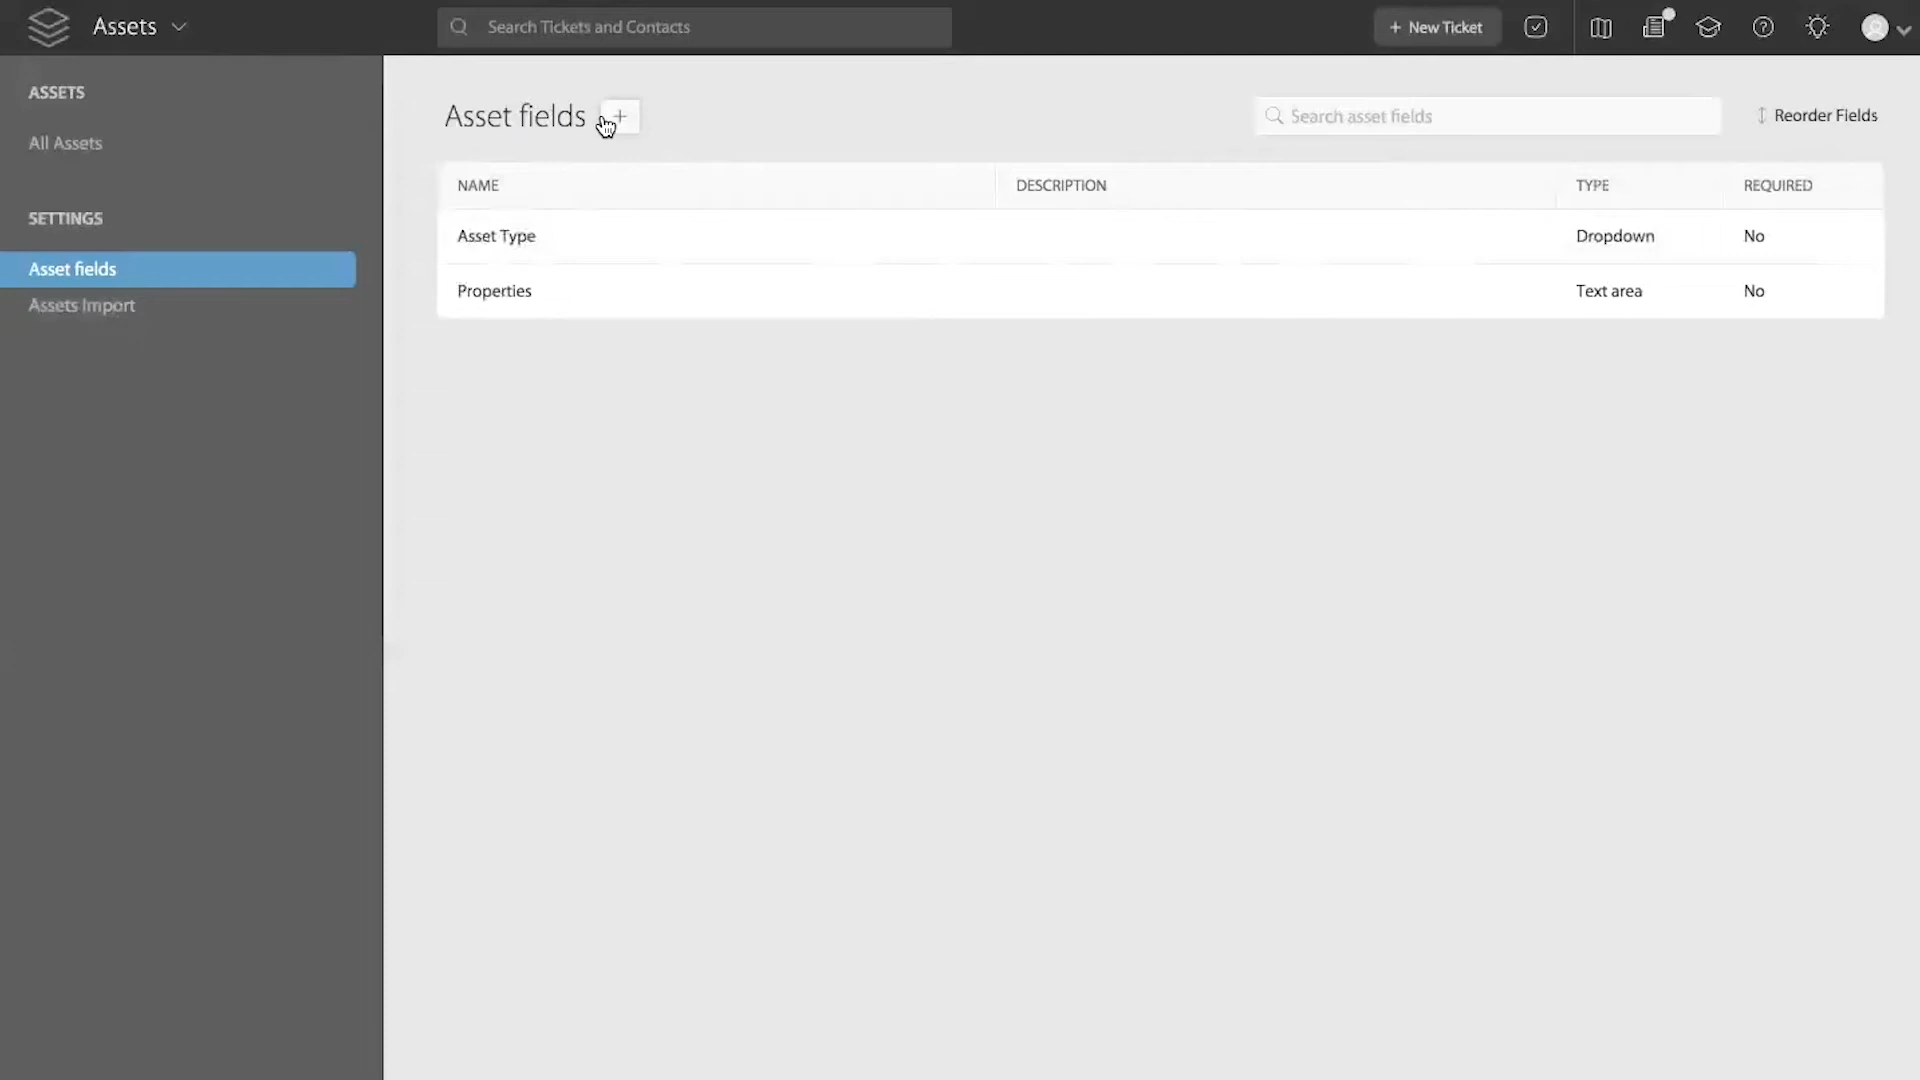 Assets
Search Tickets and Contacts
+ New Ticket
ASSETS
All Assets
SETTINGS
Asset fields
Assets Import
Asset fields
+
Search asset fields
Reorder Fields
NAME DESCRIPTION TYPE REQUIRED
Asset Type Dropdown No
Properties Text area No